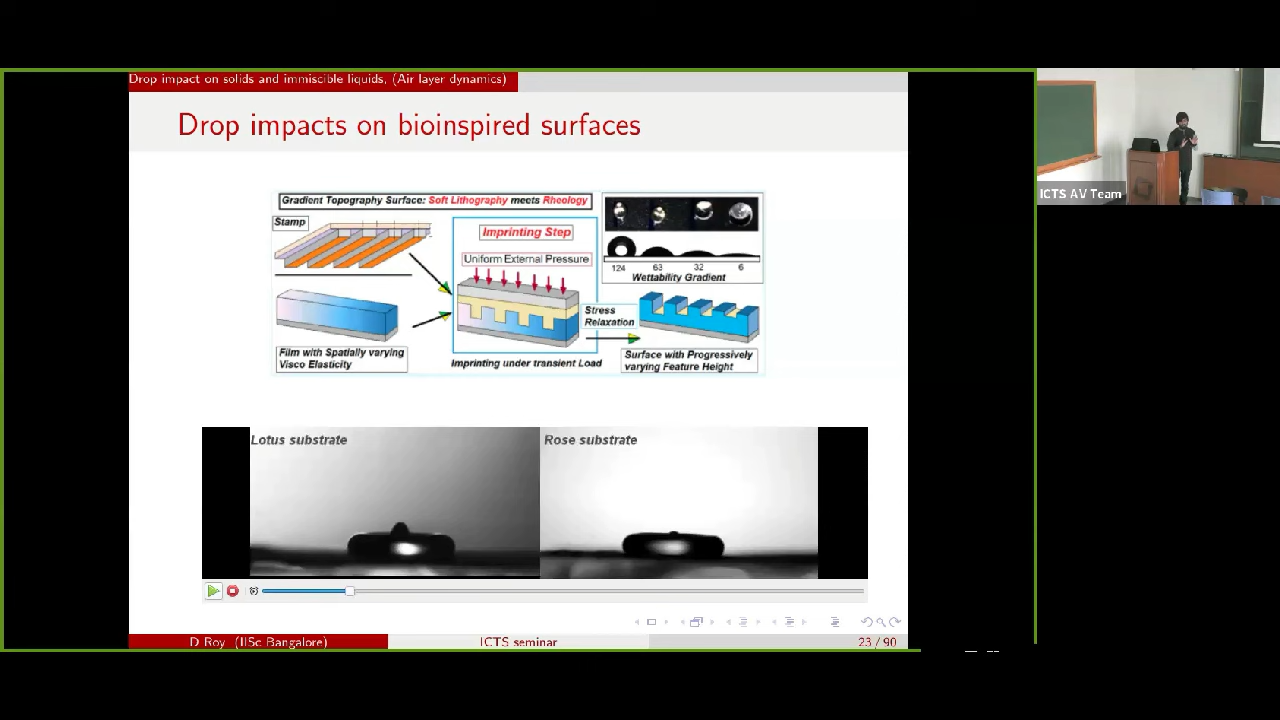 Drop impact on solids and immiscible liquids, (Air layer dynamics)
Drop impacts on bioinspired surfaces
Gradient Topography Surface: Soft Lithography meets Rheology
Stamp
Imprinting Step
Uniform External Pressure
124 63 32 6
Wettability Gradient
Stress
Relaxation
Film with Spatially varying
Visco Elasticity
Imprinting under transient Load
Surface with Progressively
varying Feature Height
Lotus substrate
Rose substrate
D Roy (IISc Bangalore)
ICTS seminar
23 / 90
ICTS AV Team